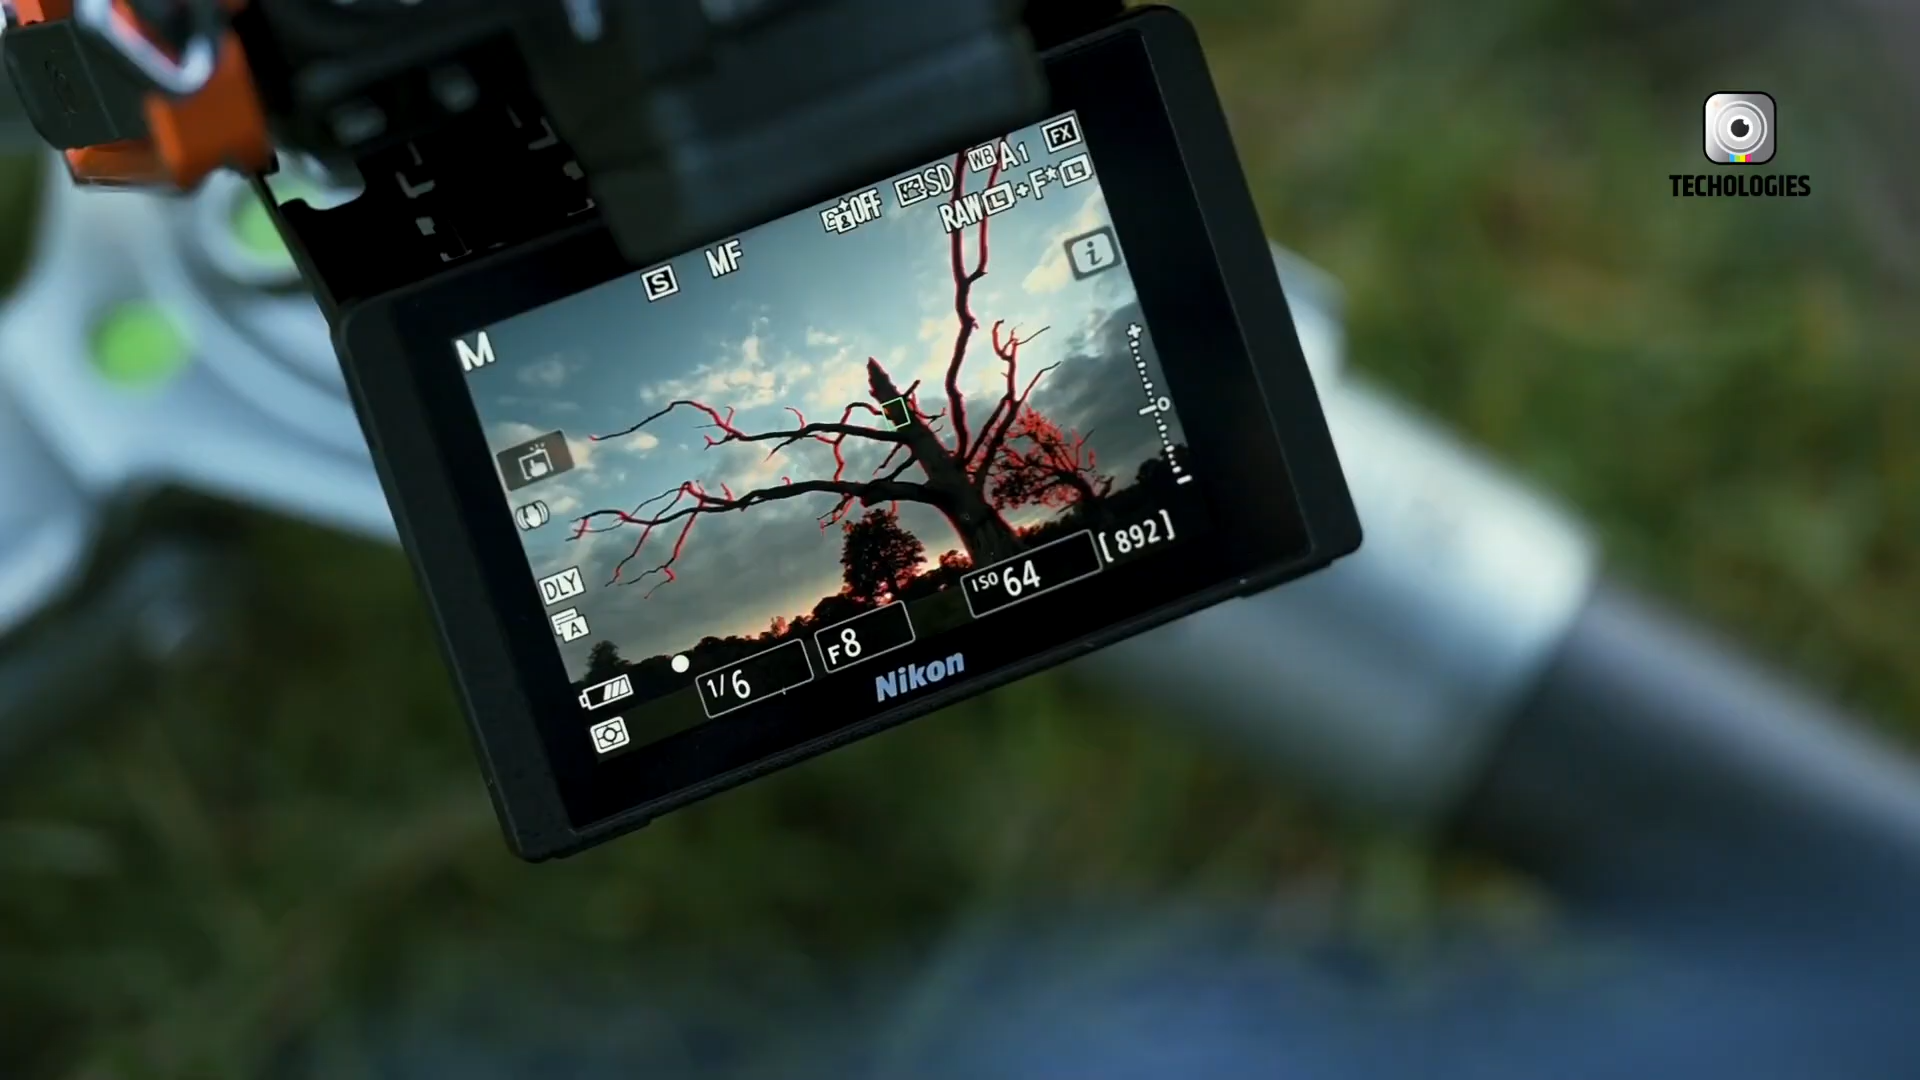 FX
OFF SD WB A1
RAW L + F★ L
S MF
i
M
DLY
A
ISO 64 [892]
1/6 F8
Nikon
TECHOLOGIES